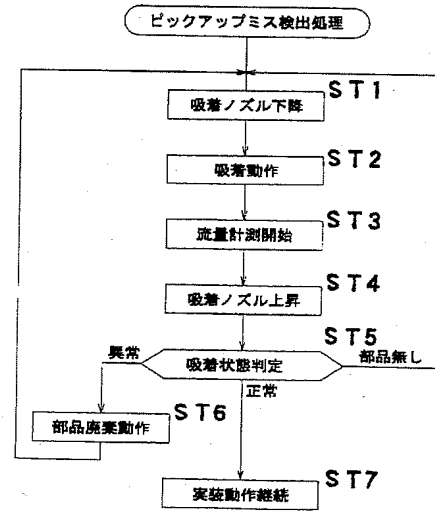 ピックアップミス検出処理
ST1
吸着ノズル下降
ST2
吸着動作
ST3
流量計測開始
ST4
吸着ノズル上昇
ST5
異常
吸着状態判定
部品無し
正常
ST6
部品廃棄動作
ST7
実装動作継続